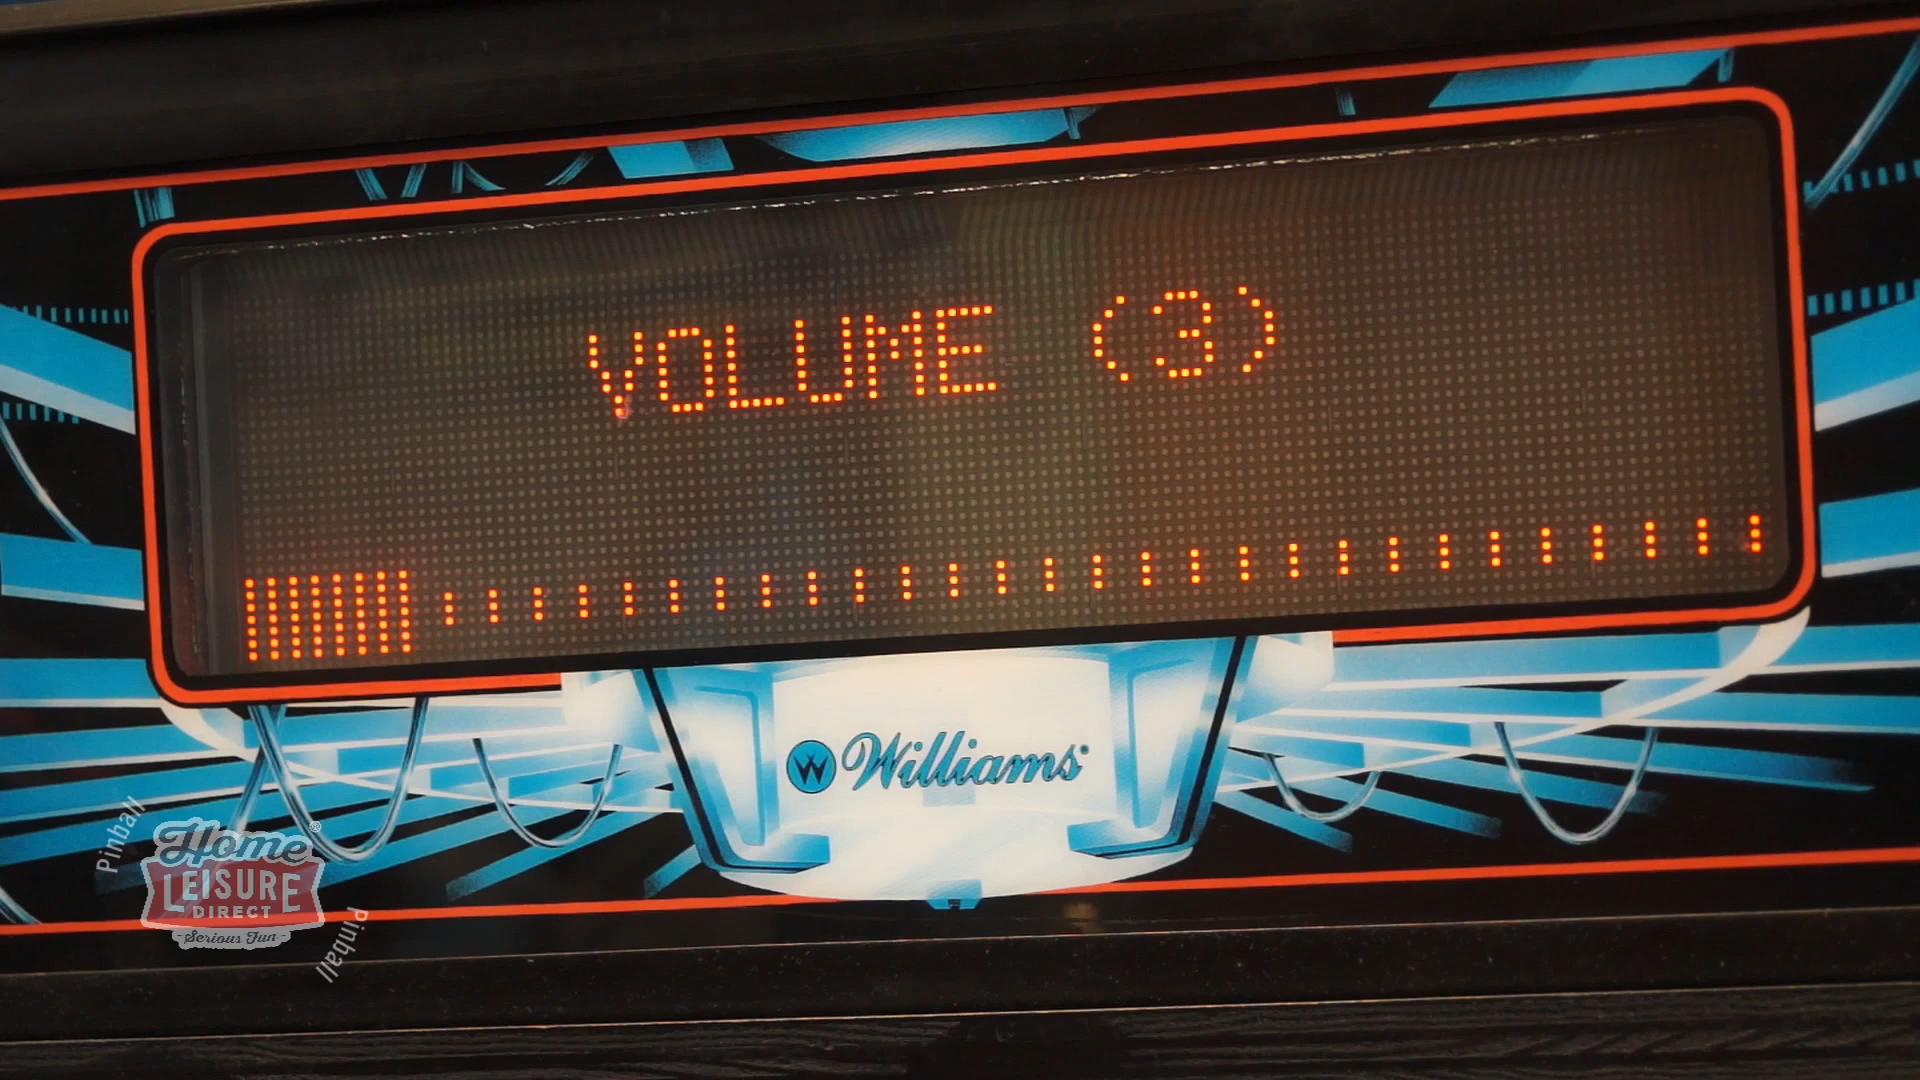 VOLUME (3)
W Williams®
Pinball
Home®
LEISURE
DIRECT
-Serious Fun-
Pinball